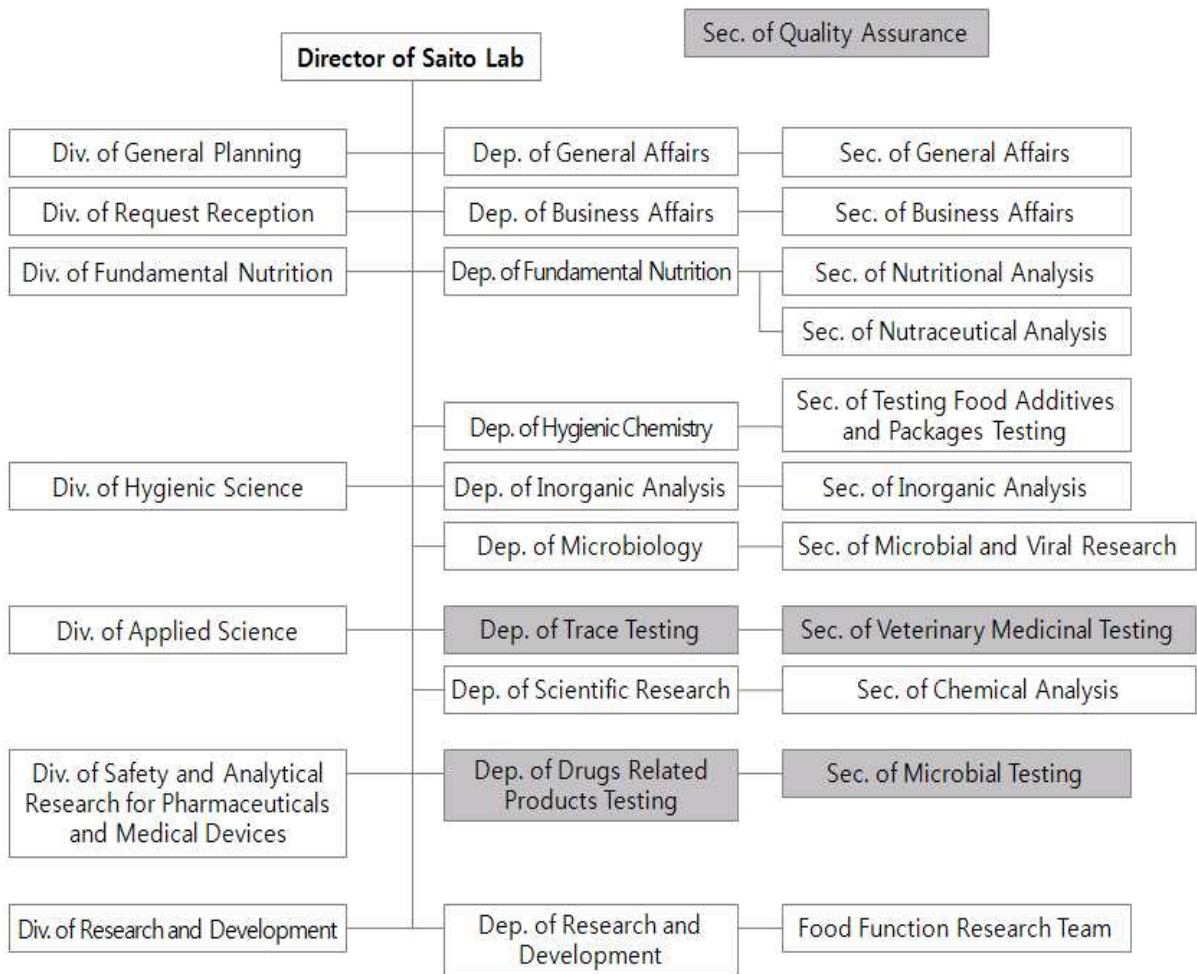 Sec. of Quality Assurance
Director of Saito Lab
Div. of General Planning
Dep. of General Affairs
Sec. of General Affairs
Div. of Request Reception
Dep. of Business Affairs
Sec. of Business Affairs
Div. of Fundamental Nutrition
Dep. of Fundamental Nutrition
Sec. of Nutritional Analysis
Sec. of Nutraceutical Analysis
Dep. of Hygienic Chemistry
Sec. of Testing Food Additives
and Packages Testing
Div. of Hygienic Science
Dep. of Inorganic Analysis
Sec. of Inorganic Analysis
Dep. of Microbiology
Sec. of Microbial and Viral Research
Div. of Applied Science
Dep. of Trace Testing
Sec. of Veterinary Medicinal Testing
Dep. of Scientific Research
Sec. of Chemical Analysis
Div. of Safety and Analytical
Research for Pharmaceuticals
and Medical Devices
Dep. of Drugs Related
Products Testing
Sec. of Microbial Testing
Div. of Research and Development
Dep. of Research and
Development
Food Function Research Team